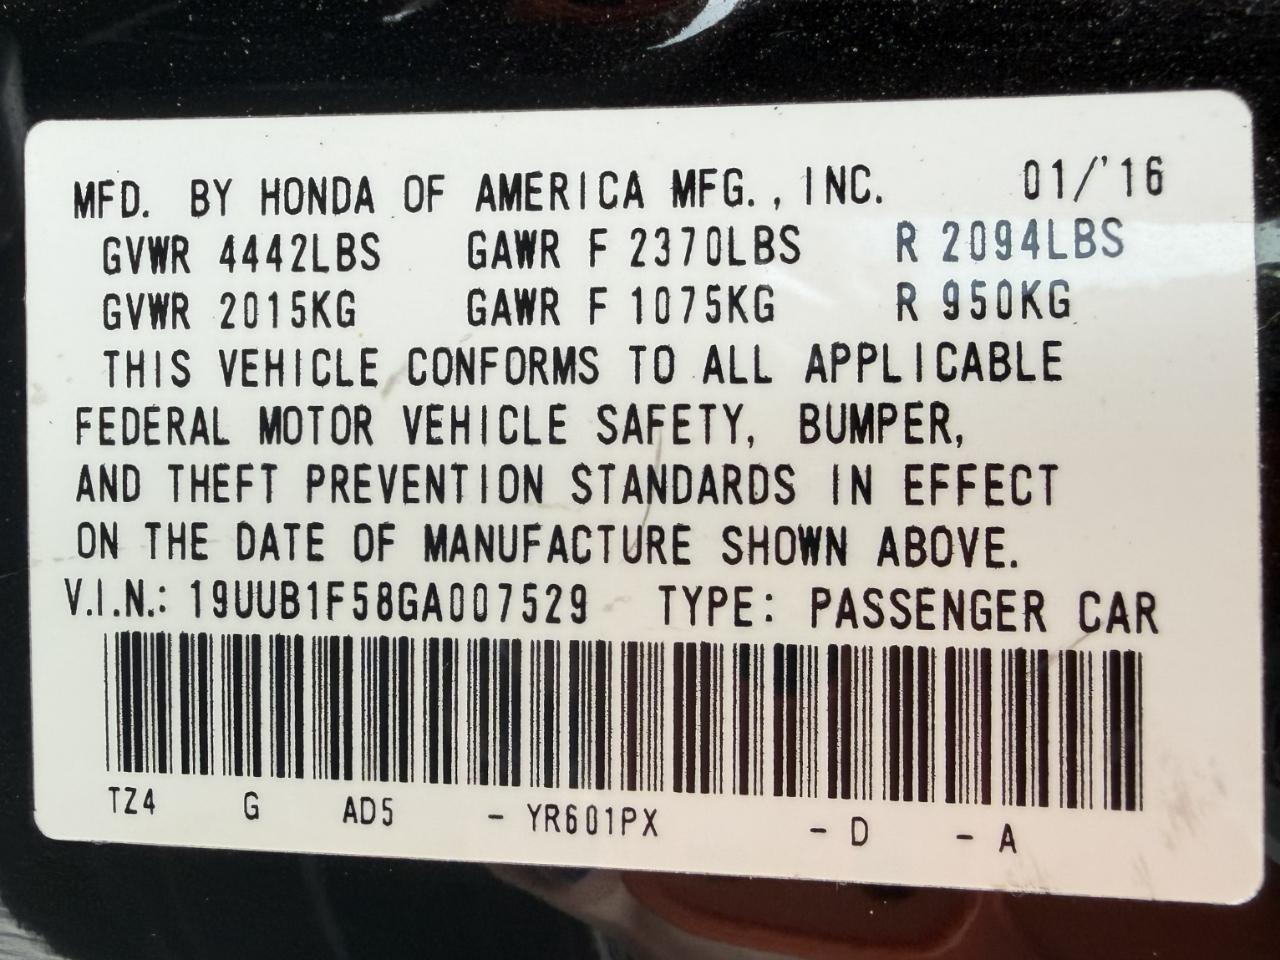 MFD. BY HONDA OF AMERICA MFG., INC. 01/'16
GVWR 4442LBS GAWR F 2370LBS R 2094LBS
GVWR 2015KG GAWR F 1075KG R 950KG
THIS VEHICLE CONFORMS TO ALL APPLICABLE
FEDERAL MOTOR VEHICLE SAFETY, BUMPER,
AND THEFT PREVENTION STANDARDS IN EFFECT
ON THE DATE OF MANUFACTURE SHOWN ABOVE.
V.I.N.: 19UUB1F58GA007529 TYPE: PASSENGER CAR
TZ4 G AD5 - YR601PX - D - A